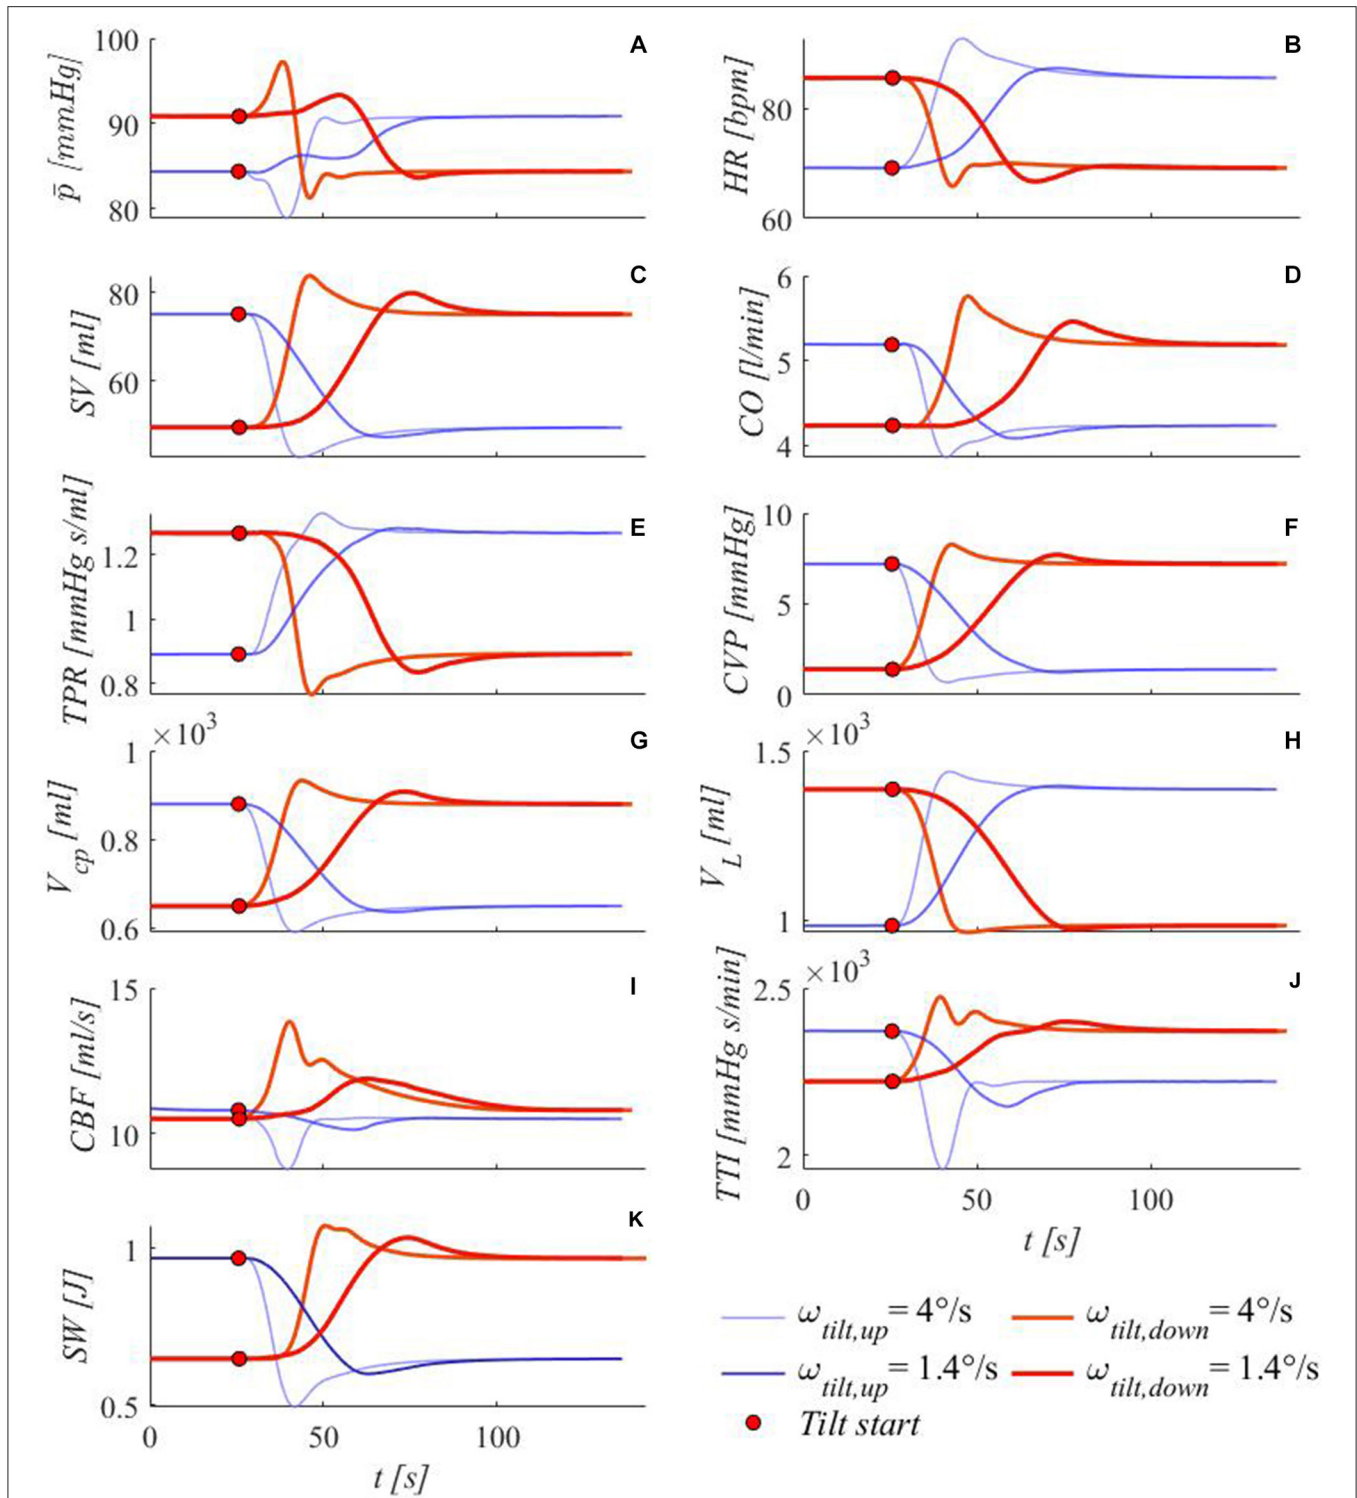 A
p̄ [mmHg]
100
90
80
50
100
B
HR [bpm]
80
60
C
SV [ml]
80
60
D
CO [l/min]
6
5
4
E
TPR [mmHg s/ml]
1.2
1
0.8
F
CVP [mmHg]
10
5
0
G
×10³
V_cp [ml]
1
0.8
0.6
H
×10³
V_L [ml]
1.5
1
I
CBF [ml/s]
15
10
J
×10³
TTI [mmHg s/min]
2.5
2
0 50 100
t [s]
K
SW [J]
1
0.5
0 50 100
t [s]
ω_tilt,up = 4°/s
ω_tilt,down = 4°/s
ω_tilt,up = 1.4°/s
ω_tilt,down = 1.4°/s
Tilt start